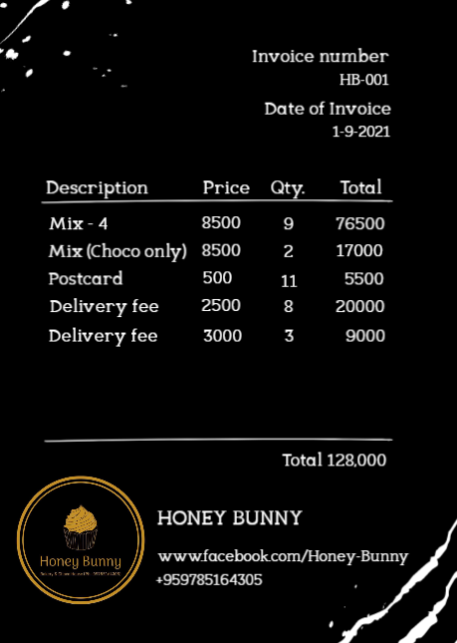 Invoice number
HB-001
Date of Invoice
1-9-2021
Description Price Qty. Total
Mix - 4 8500 9 76500
Mix (Choco only) 8500 2 17000
Postcard 500 11 5500
Delivery fee 2500 8 20000
Delivery fee 3000 3 9000
Total 128,000
Honey Bunny
HONEY BUNNY
www.facebook.com/Honey-Bunny
+959785164305